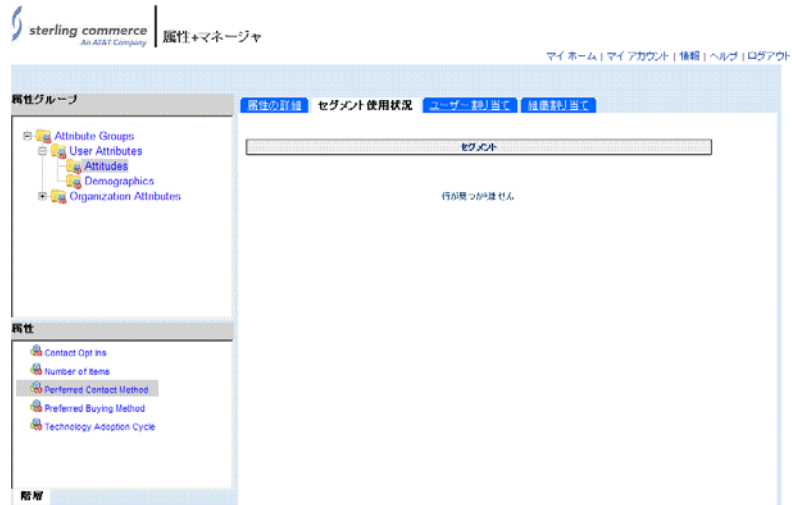 sterling commerce
An AT&T Company
属性+マネージャ
マイ ホーム | マイ アカウント | 情報 | ヘルプ | ログアウト
属性グループ
属性の詳細 セグメント使用状況 ユーザー割り当て 組織割り当て
Attribute Groups
User Attributes
Attitudes
Demographics
Organization Attributes
セグメント
行が見つかりません
属性
Contact Opt Ins
Number of Items
Perferred Contact Method
Preferred Buying Method
Technology Adoption Cycle
階層